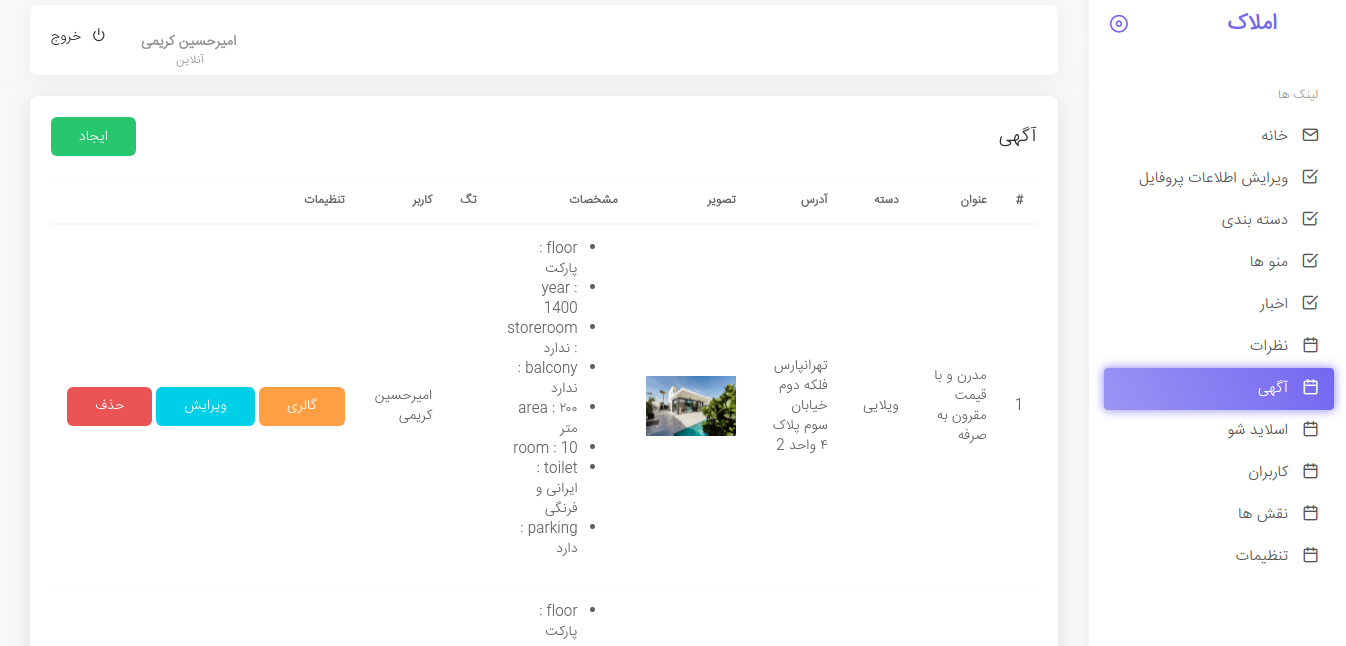 املاک
لینک ها
خانه
ویرایش اطلاعات پروفایل
دسته بندی
منو ها
اخبار
نظرات
آگهی
اسلاید شو
کاربران
نقش ها
تنظیمات
امیرحسین کریمی
آنلاین
خروج
آگهی
ایجاد
# عنوان دسته آدرس تصویر مشخصات تگ کاربر تنظیمات
1
مدرن و با
قیمت
مقرون به
صرفه
ویلایی
تهرانپارس
فلکه دوم
خیابان
سوم پلاک
۴ واحد 2
floor :
پارکت
year :
1400
storeroom
: ندارد
balcony :
ندارد
area : ۲۰۰
متر
room : 10
toilet :
ایرانی و
فرنگی
parking :
دارد
امیرحسین
کریمی
گالری
ویرایش
حذف
floor :
پارکت